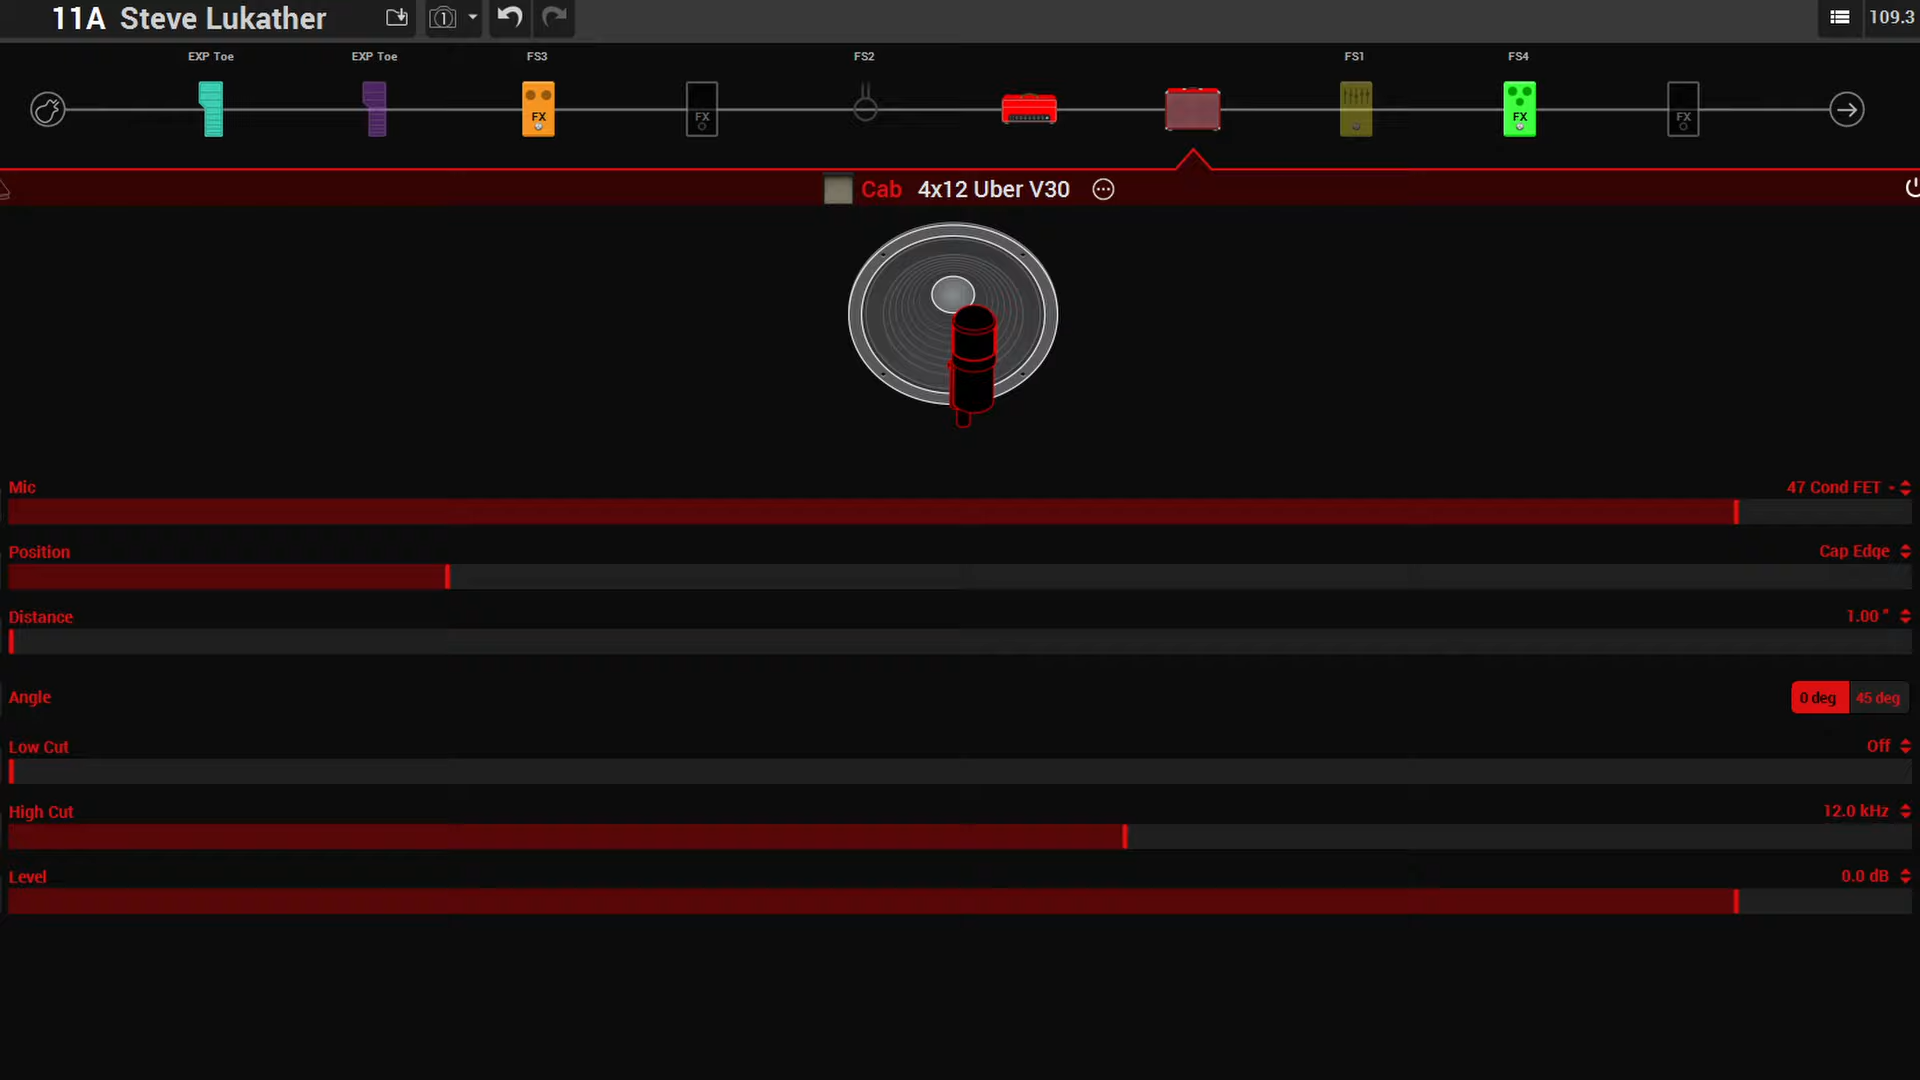 11A Steve Lukather
1
109.3
EXP Toe
EXP Toe
FS3
FS2
FS1
FS4
FX
FX
FX
FX
Cab 4x12 Uber V30
Mic
47 Cond FET -
Position
Cap Edge
Distance
1.00 "
Angle
0 deg 45 deg
Low Cut
Off
High Cut
12.0 kHz
Level
0.0 dB